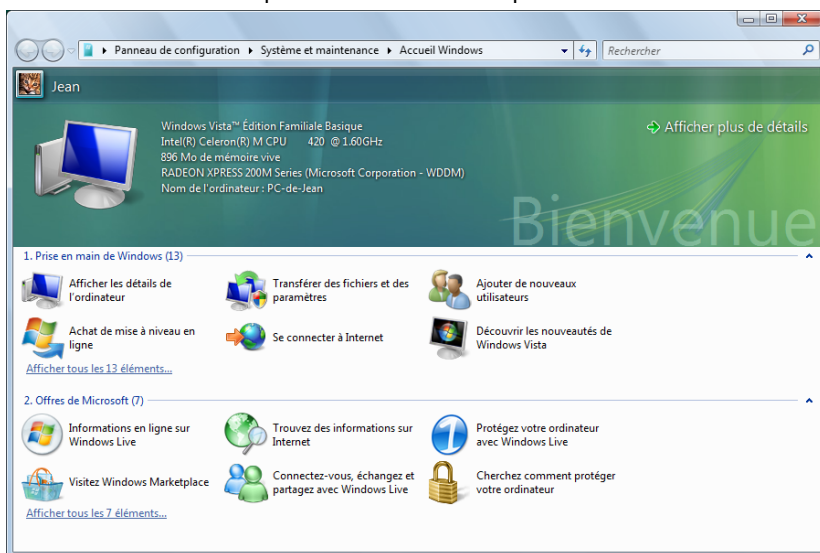 Panneau de configuration Système et maintenance Accueil Windows Rechercher
Jean
Windows Vista™ Édition Familiale Basique
Afficher plus de détails
Intel(R) Celeron(R) M CPU 420 @ 1.60GHz
896 Mo de mémoire vive
RADEON XPRESS 200M Series (Microsoft Corporation - WDDM)
Nom de l'ordinateur : PC-de-Jean
Bienvenue
1. Prise en main de Windows (13)
Afficher les détails de
l'ordinateur
Transférer des fichiers et des
paramètres
Ajouter de nouveaux
utilisateurs
Achat de mise à niveau en
ligne
Se connecter à Internet
Découvrir les nouveautés de
Windows Vista
Afficher tous les 13 éléments...
2. Offres de Microsoft (7)
Informations en ligne sur
Windows Live
Trouvez des informations sur
Internet
1
Protégez votre ordinateur
avec Windows Live
Visitez Windows Marketplace
Connectez-vous, échangez et
partagez avec Windows Live
Cherchez comment protéger
votre ordinateur
Afficher tous les 7 éléments...